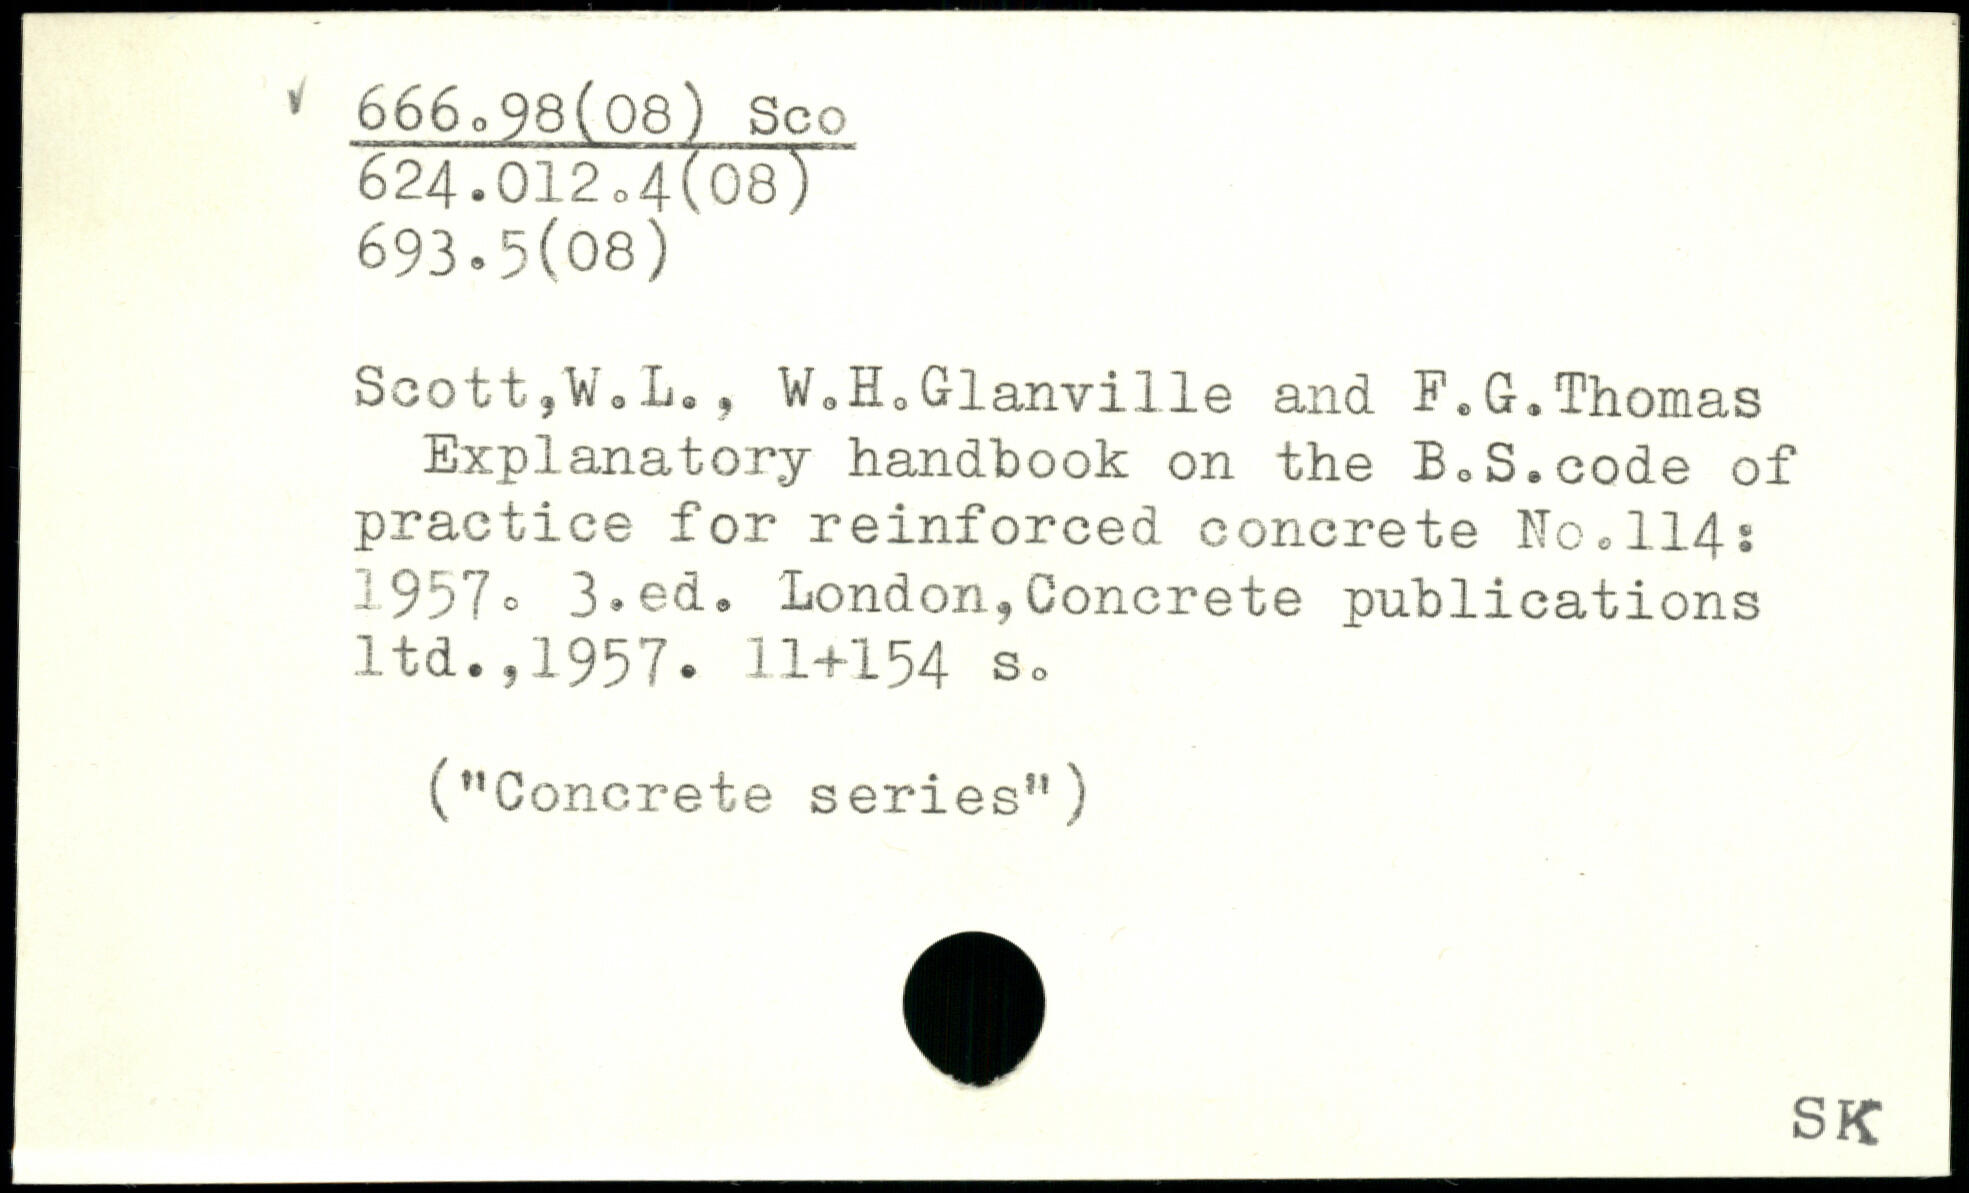 ✓ 666.98(08) Sco
624.012.4(08)
693.5(08)
Scott,W.L., W.H.Glanville and F.G.Thomas
Explanatory handbook on the B.S.code of
practice for reinforced concrete No.114:
1957. 3.ed. London,Concrete publications
ltd.,1957. 11+154 s.
("Concrete series")
SK